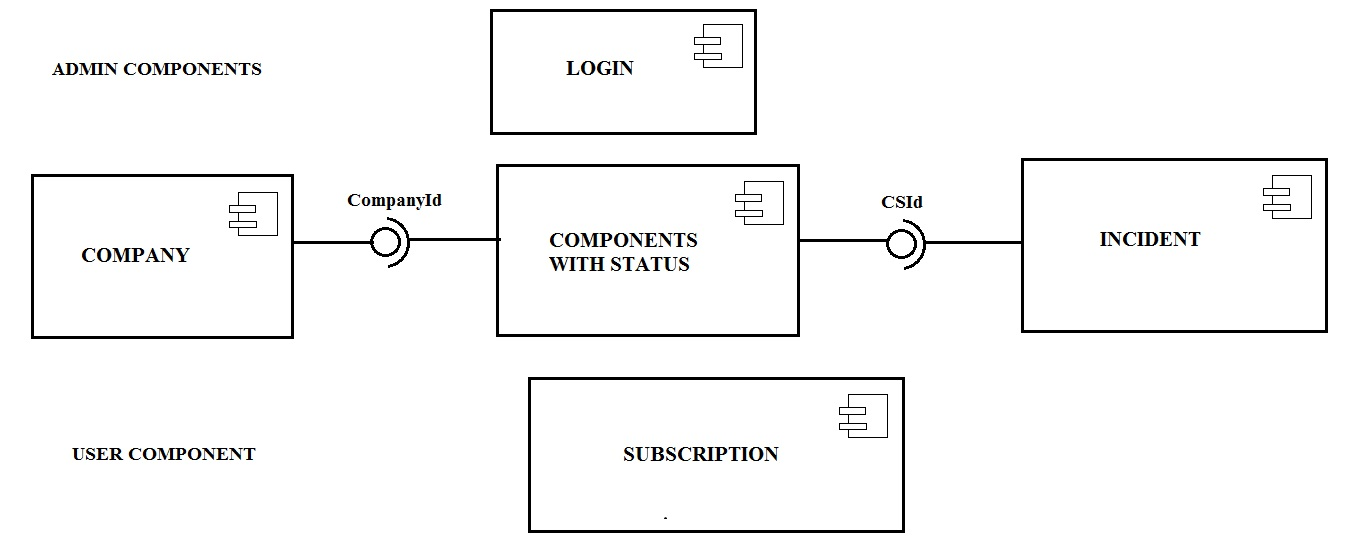 LOGIN
ADMIN COMPONENTS
CompanyId
CSId
COMPANY
COMPONENTS
WITH STATUS
INCIDENT
USER COMPONENT
SUBSCRIPTION
.